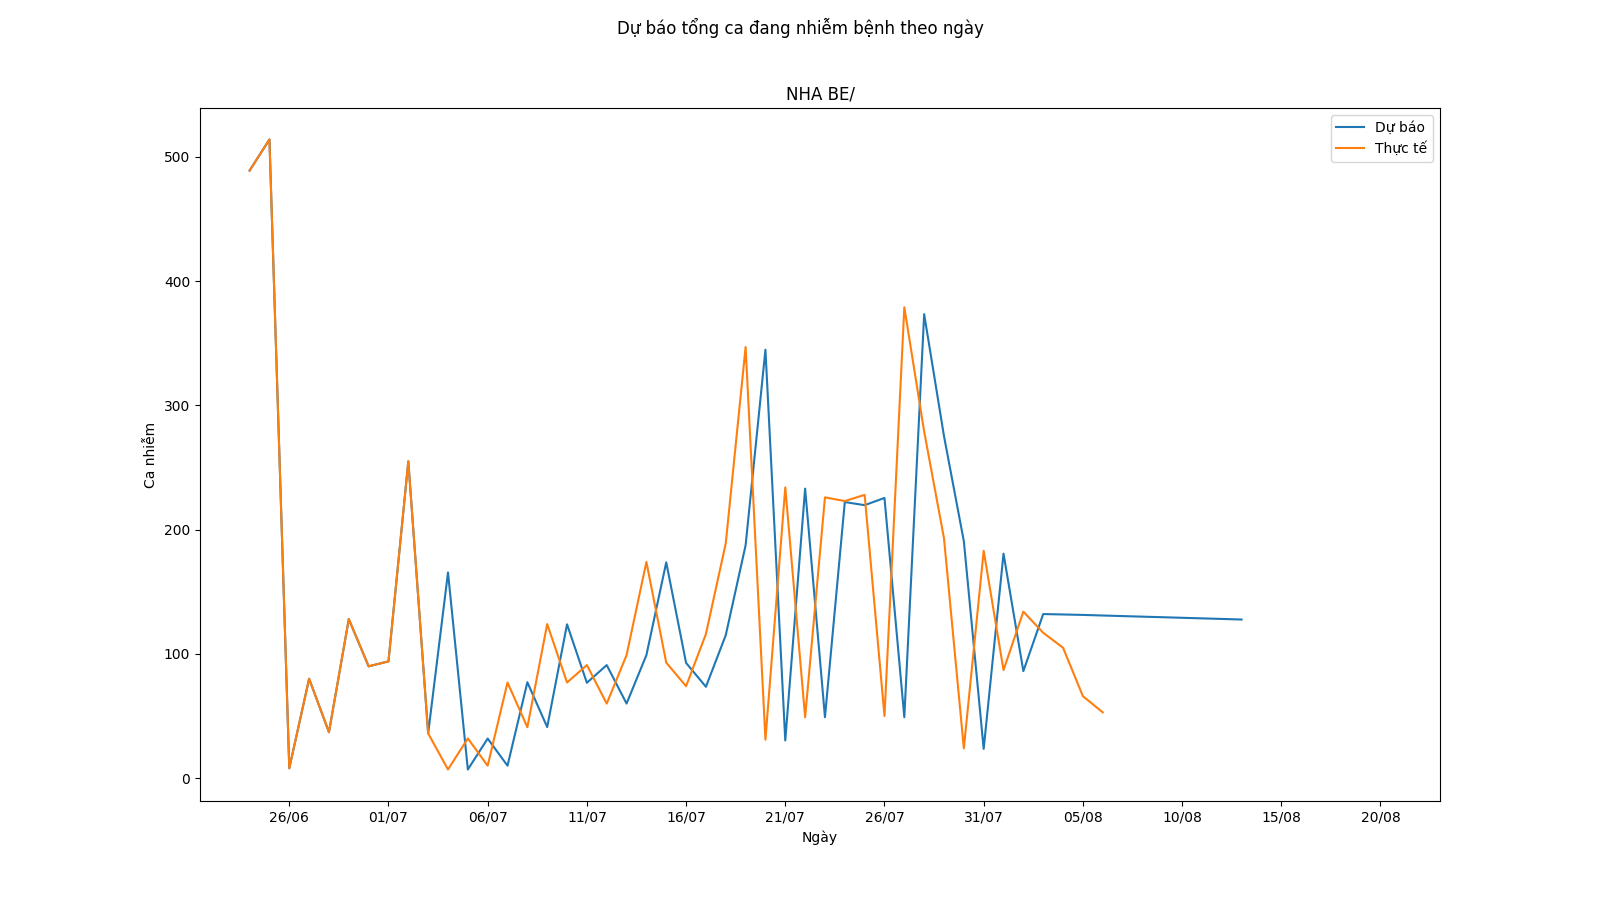 Dự báo tổng ca đang nhiễm bệnh theo ngày
NHA BE/
Dự báo
Thực tế
500
400
300
200
100
0
Ca nhiễm
26/06 01/07 06/07 11/07 16/07 21/07 26/07 31/07 05/08 10/08 15/08 20/08
Ngày